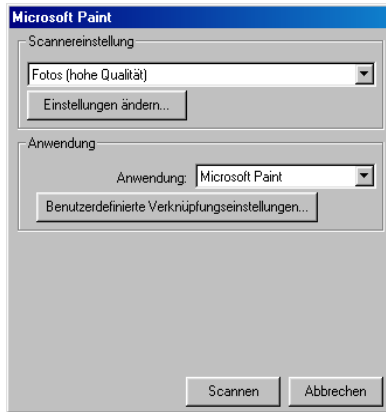 Microsoft Paint
Scannereinstellung
Fotos (hohe Qualität)
Einstellungen ändern...
Anwendung
Anwendung: Microsoft Paint
Benutzerdefinierte Verknüpfungseinstellungen...
Scannen Abbrechen